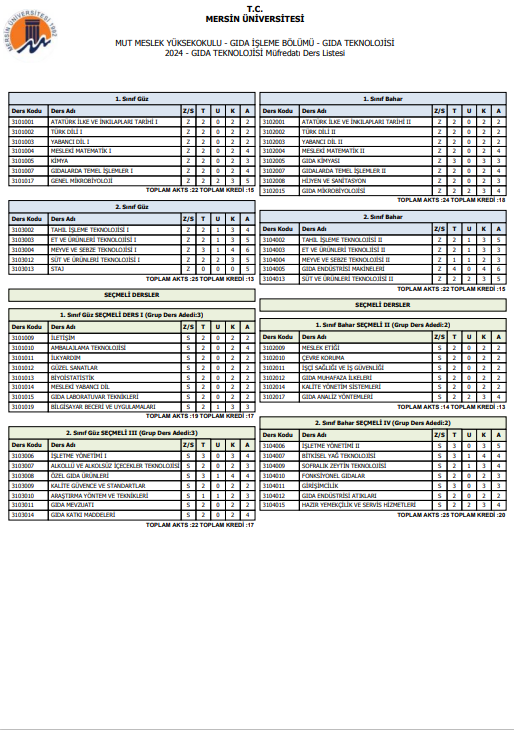 MERSİN ÜNİVERSİTESİ 1992
T.C.
MERSİN ÜNİVERSİTESİ
MUT MESLEK YÜKSEKOKULU - GIDA İŞLEME BÖLÜMÜ - GIDA TEKNOLOJİSİ
2024 - GIDA TEKNOLOJİSİ Müfredatı Ders Listesi
1. Sınıf Güz
Ders Kodu Ders Adı Z/S T U K A
3101001 ATATÜRK İLKE VE İNKILAPLARI TARİHİ I Z 2 0 2 2
3101002 TÜRK DİLİ I Z 2 0 2 2
3101003 YABANCI DİL I Z 2 0 2 2
3101004 MESLEKİ MATEMATİK I Z 2 0 2 4
3101005 KİMYA Z 2 0 2 3
3101007 GIDALARDA TEMEL İŞLEMLER I Z 2 0 2 4
3101017 GENEL MİKROBİYOLOJİ Z 2 2 3 5
TOPLAM AKTS :22 TOPLAM KREDİ :15
2. Sınıf Güz
Ders Kodu Ders Adı Z/S T U K A
3103002 TAHIL İŞLEME TEKNOLOJİSİ I Z 2 1 3 4
3103003 ET VE ÜRÜNLERİ TEKNOLOJİSİ I Z 2 1 3 5
3103004 MEYVE VE SEBZE TEKNOLOJİSİ I Z 3 1 4 6
3103012 SÜT VE ÜRÜNLERİ TEKNOLOJİSİ I Z 2 2 3 5
3103013 STAJ Z 0 0 0 5
TOPLAM AKTS :25 TOPLAM KREDİ :13
SEÇMELİ DERSLER
1. Sınıf Güz SEÇMELİ DERS I (Grup Ders Adedi:3)
Ders Kodu Ders Adı Z/S T U K A
3101009 İLETİŞİM S 2 0 2 2
3101010 AMBALAJLAMA TEKNOLOJİSİ S 2 0 2 4
3101011 İLKYARDIM S 2 0 2 2
3101012 GÜZEL SANATLAR S 2 0 2 2
3101013 BİYOİSTATİSTİK S 2 0 2 2
3101014 MESLEKİ YABANCI DİL S 2 0 2 2
3101015 GIDA LABORATUVAR TEKNİKLERİ S 2 0 2 2
3101019 BİLGİSAYAR BECERİ VE UYGULAMALARI S 2 1 3 3
TOPLAM AKTS :19 TOPLAM KREDİ :17
2. Sınıf Güz SEÇMELİ III (Grup Ders Adedi:3)
Ders Kodu Ders Adı Z/S T U K A
3103006 İŞLETME YÖNETİMİ I S 3 0 3 4
3103007 ALKOLLÜ VE ALKOLSÜZ İÇECEKLER TEKNOLOJİSİ S 2 0 2 3
3103008 ÖZEL GIDA ÜRÜNLERİ S 3 1 4 4
3103009 KALİTE GÜVENCE VE STANDARTLAR S 2 0 2 2
3103010 ARAŞTIRMA YÖNTEM VE TEKNİKLERİ S 1 1 2 3
3103011 GIDA MEVZUATI S 2 0 2 2
3103014 GIDA KATKI MADDELERİ S 2 0 2 4
TOPLAM AKTS :22 TOPLAM KREDİ :17
1. Sınıf Bahar
Ders Kodu Ders Adı Z/S T U K A
3102001 ATATÜRK İLKE VE İNKILAPLARI TARİHİ II Z 2 0 2 2
3102002 TÜRK DİLİ II Z 2 0 2 2
3102003 YABANCI DİL II Z 2 0 2 2
3102004 MESLEKİ MATEMATİK II Z 2 0 2 4
3102005 GIDA KİMYASI Z 3 0 3 3
3102007 GIDALARDA TEMEL İŞLEMLER II Z 2 0 2 4
3102008 HİJYEN VE SANİTASYON Z 2 0 2 3
3102015 GIDA MİKROBİYOLOJİSİ Z 2 2 3 4
TOPLAM AKTS :24 TOPLAM KREDİ :18
2. Sınıf Bahar
Ders Kodu Ders Adı Z/S T U K A
3104002 TAHIL İŞLEME TEKNOLOJİSİ II Z 2 1 3 5
3104003 ET VE ÜRÜNLERİ TEKNOLOJİSİ II Z 2 1 3 3
3104004 MEYVE VE SEBZE TEKNOLOJİSİ II Z 1 1 2 3
3104005 GIDA ENDÜSTRİSİ MAKİNELERİ Z 4 0 4 6
3104013 SÜT VE ÜRÜNLERİ TEKNOLOJİSİ II Z 2 2 3 5
TOPLAM AKTS :22 TOPLAM KREDİ :15
SEÇMELİ DERSLER
1. Sınıf Bahar SEÇMELİ II (Grup Ders Adedi:2)
Ders Kodu Ders Adı Z/S T U K A
3102009 MESLEK ETİĞİ S 2 0 2 2
3102010 ÇEVRE KORUMA S 2 0 2 2
3102011 İŞÇİ SAĞLIĞI VE İŞ GÜVENLİĞİ S 2 0 2 2
3102012 GIDA MUHAFAZA İLKELERİ S 2 0 2 2
3102014 KALİTE YÖNETİM SİSTEMLERİ S 2 0 2 2
3102017 GIDA ANALİZ YÖNTEMLERİ S 2 2 3 4
TOPLAM AKTS :14 TOPLAM KREDİ :13
2. Sınıf Bahar SEÇMELİ IV (Grup Ders Adedi:2)
Ders Kodu Ders Adı Z/S T U K A
3104006 İŞLETME YÖNETİMİ II S 3 0 3 5
3104007 BİTKİSEL YAĞ TEKNOLOJİSİ S 3 1 4 4
3104009 SOFRALIK ZEYTİN TEKNOLOJİSİ S 2 1 3 4
3104010 FONKSİYONEL GIDALAR S 2 0 2 3
3104011 GİRİŞİMCİLİK S 3 0 3 3
3104012 GIDA ENDÜSTRİSİ ATIKLARI S 2 0 2 2
3104015 HAZIR YEMEKÇİLİK VE SERVİS HİZMETLERİ S 2 2 3 4
TOPLAM AKTS :25 TOPLAM KREDİ :20